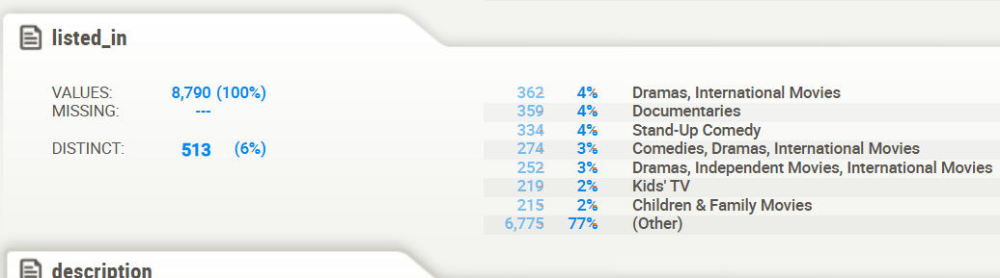 listed_in
VALUES: 8,790 (100%)
MISSING: ---
DISTINCT: 513 (6%)
362 4% Dramas, International Movies
359 4% Documentaries
334 4% Stand-Up Comedy
274 3% Comedies, Dramas, International Movies
252 3% Dramas, Independent Movies, International Movies
219 2% Kids' TV
215 2% Children & Family Movies
6,775 77% (Other)
description